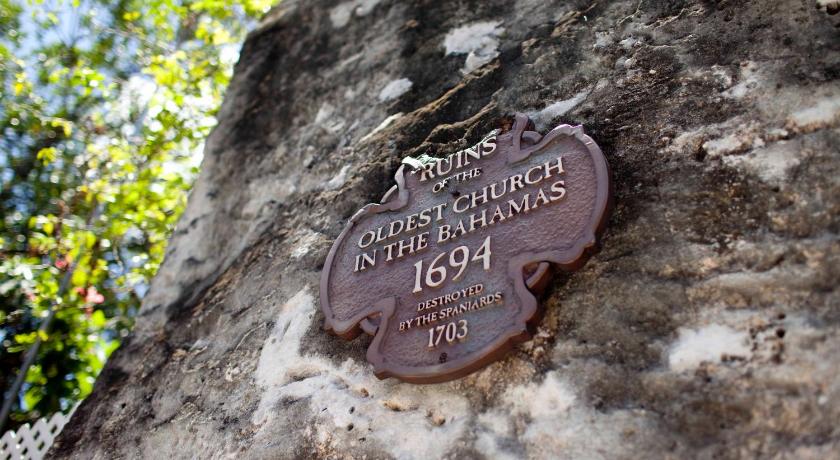 RUINS
OF THE
OLDEST CHURCH
IN THE BAHAMAS
1694
DESTROYED
BY THE SPANIARDS
1703